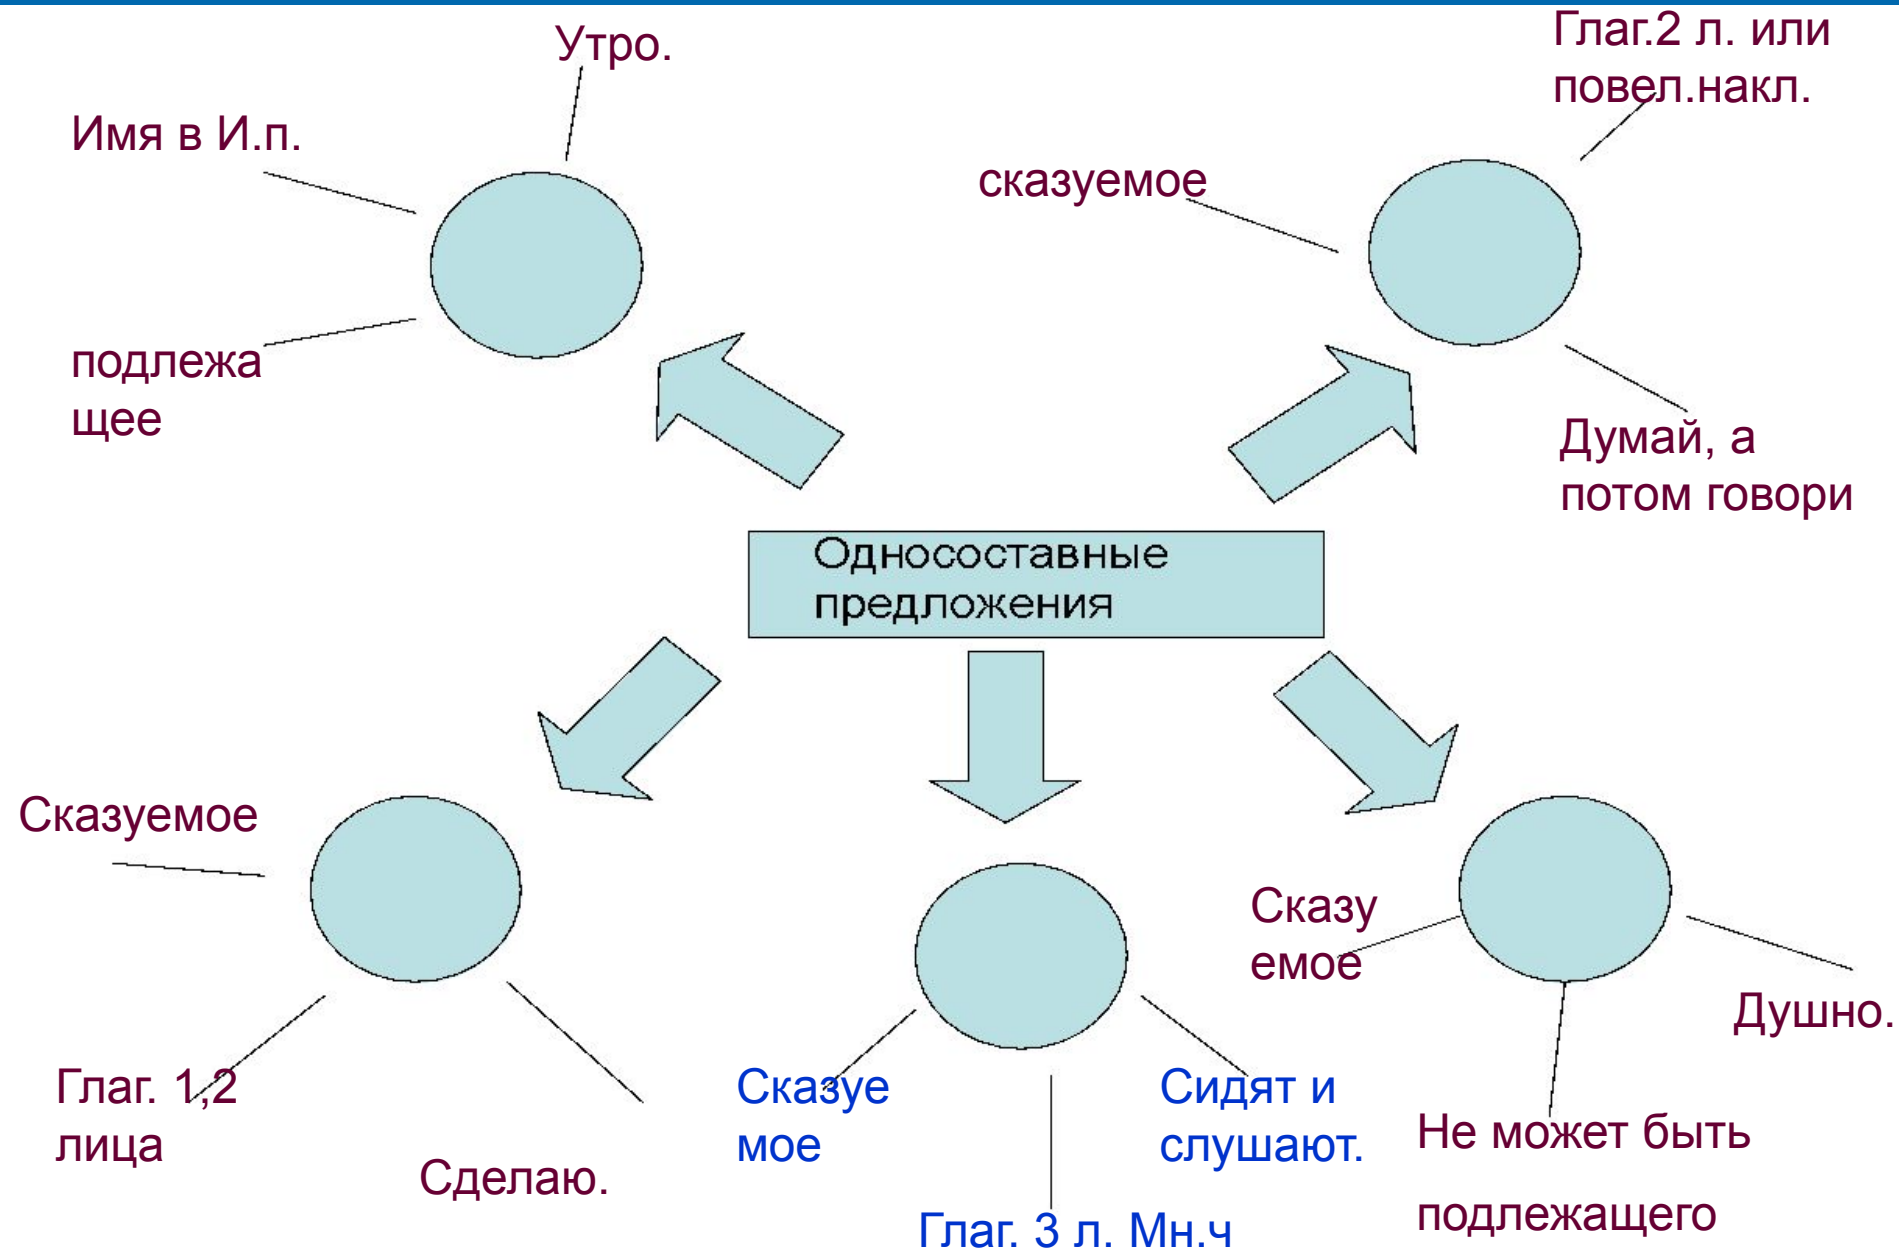 Утро.
Имя в И.п.
подлежа
щее
Глаг.2 л. или
повел.накл.
сказуемое
Думай, а
потом говори
Односоставные
предложения
Сказуемое
Глаг. 1,2
лица
Сделаю.
Сказуе
мое
Глаг. 3 л. Мн.ч
Сидят и
слушают.
Сказу
емое
Не может быть
подлежащего
Душно.